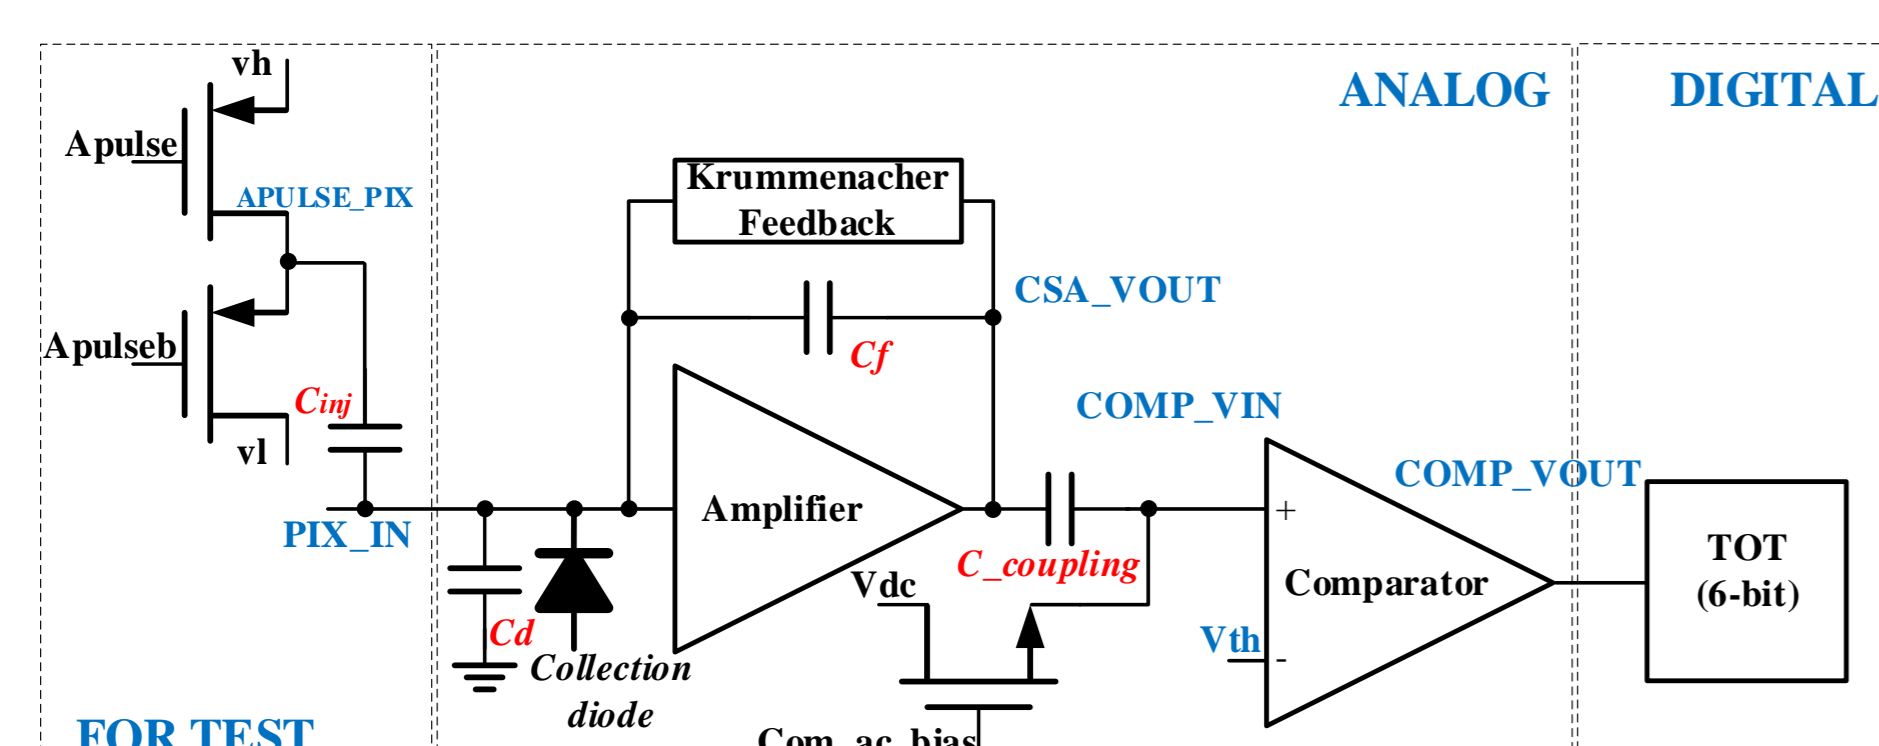 vh
ANALOG
DIGITAL
Apulse
APULSE_PIX
Krummenacher
Feedback
CSA_VOUT
Apulseb
Cf
Cinj
COMP_VIN
vl
COMP_VOUT
Amplifier
+
PIX_IN
C_coupling
TOT
(6-bit)
Vdc
Comparator
Cd
Vth
-
Collection
diode
FOR TEST
Com_ac_bias